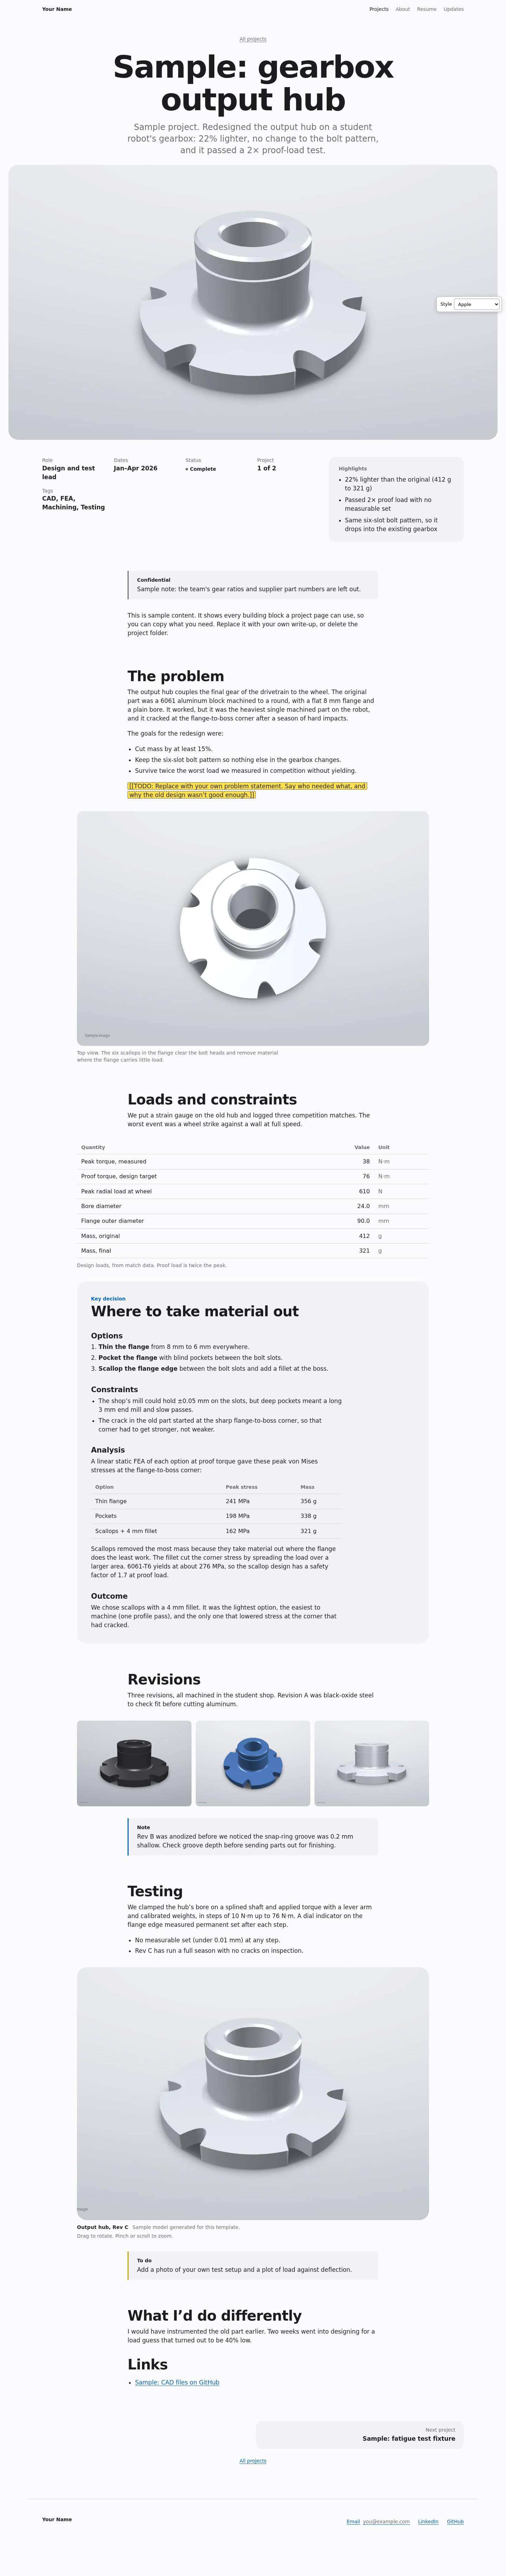 Your Name
Projects About Resume Updates
All projects
Sample: gearbox
output hub
Sample project. Redesigned the output hub on a student
robot's gearbox: 22% lighter, no change to the bolt pattern,
and it passed a 2× proof-load test.
Style Apple
Role
Design and test
lead
Dates
Jan–Apr 2026
Status
Complete
Project
1 of 2
Tags
CAD, FEA,
Machining, Testing
Highlights
• 22% lighter than the original (412 g
to 321 g)
• Passed 2× proof load with no
measurable set
• Same six-slot bolt pattern, so it
drops into the existing gearbox
Confidential
Sample note: the team's gear ratios and supplier part numbers are left out.
This is sample content. It shows every building block a project page can use, so
you can copy what you need. Replace it with your own write-up, or delete the
project folder.
The problem
The output hub couples the final gear of the drivetrain to the wheel. The original
part was a 6061 aluminum block machined to a round, with a flat 8 mm flange and
a plain bore. It worked, but it was the heaviest single machined part on the robot,
and it cracked at the flange-to-boss corner after a season of hard impacts.
The goals for the redesign were:
• Cut mass by at least 15%.
• Keep the six-slot bolt pattern so nothing else in the gearbox changes.
• Survive twice the worst load we measured in competition without yielding.
[[TODO: Replace with your own problem statement. Say who needed what, and
why the old design wasn't good enough.]]
Sample image
Top view. The six scallops in the flange clear the bolt heads and remove material
where the flange carries little load.
Loads and constraints
We put a strain gauge on the old hub and logged three competition matches. The
worst event was a wheel strike against a wall at full speed.
Quantity Value Unit
Peak torque, measured 38 N·m
Proof torque, design target 76 N·m
Peak radial load at wheel 610 N
Bore diameter 24.0 mm
Flange outer diameter 90.0 mm
Mass, original 412 g
Mass, final 321 g
Design loads, from match data. Proof load is twice the peak.
Key decision
Where to take material out
Options
1. Thin the flange from 8 mm to 6 mm everywhere.
2. Pocket the flange with blind pockets between the bolt slots.
3. Scallop the flange edge between the bolt slots and add a fillet at the boss.
Constraints
• The shop's mill could hold ±0.05 mm on the slots, but deep pockets meant a long
3 mm end mill and slow passes.
• The crack in the old part started at the sharp flange-to-boss corner, so that
corner had to get stronger, not weaker.
Analysis
A linear static FEA of each option at proof torque gave these peak von Mises
stresses at the flange-to-boss corner:
Option Peak stress Mass
Thin flange 241 MPa 356 g
Pockets 198 MPa 338 g
Scallops + 4 mm fillet 162 MPa 321 g
Scallops removed the most mass because they take material out where the flange
does the least work. The fillet cut the corner stress by spreading the load over a
larger area. 6061-T6 yields at about 276 MPa, so the scallop design has a safety
factor of 1.7 at proof load.
Outcome
We chose scallops with a 4 mm fillet. It was the lightest option, the easiest to
machine (one profile pass), and the only one that lowered stress at the corner that
had cracked.
Revisions
Three revisions, all machined in the student shop. Revision A was black-oxide steel
to check fit before cutting aluminum.
Note
Rev B was anodized before we noticed the snap-ring groove was 0.2 mm
shallow. Check groove depth before sending parts out for finishing.
Testing
We clamped the hub's bore on a splined shaft and applied torque with a lever arm
and calibrated weights, in steps of 10 N·m up to 76 N·m. A dial indicator on the
flange edge measured permanent set after each step.
• No measurable set (under 0.01 mm) at any step.
• Rev C has run a full season with no cracks on inspection.
mage
Output hub, Rev C Sample model generated for this template.
Drag to rotate. Pinch or scroll to zoom.
To do
Add a photo of your own test setup and a plot of load against deflection.
What I'd do differently
I would have instrumented the old part earlier. Two weeks went into designing for a
load guess that turned out to be 40% low.
Links
• Sample: CAD files on GitHub
Next project
Sample: fatigue test fixture
All projects
Your Name
Email you@example.com LinkedIn GitHub